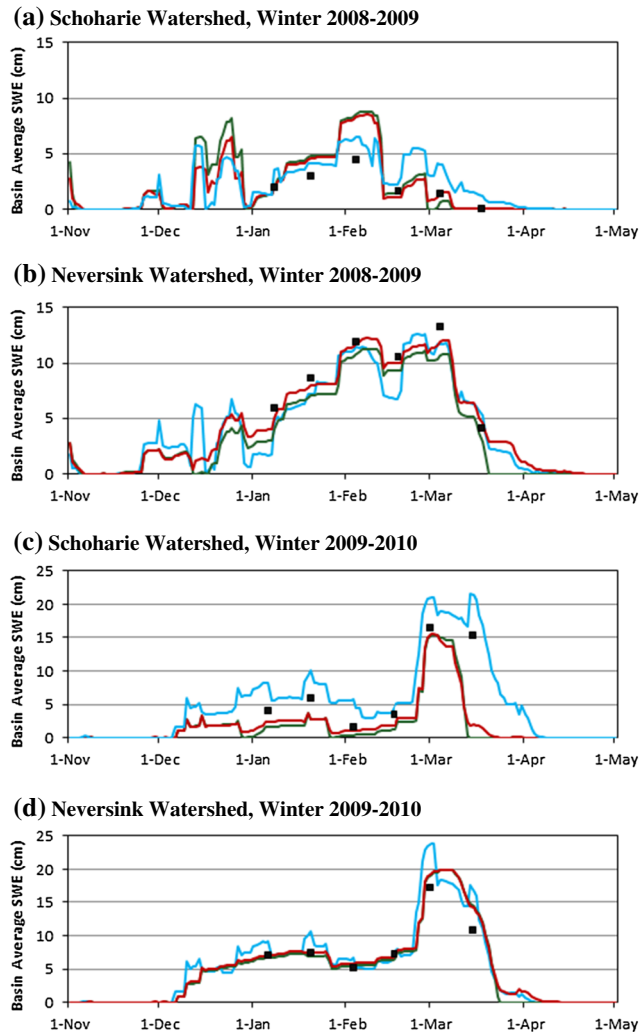 (a) Schoharie Watershed, Winter 2008-2009
Basin Average SWE (cm)
15
10
5
0
1-Nov 1-Dec 1-Jan 1-Feb 1-Mar 1-Apr 1-May
(b) Neversink Watershed, Winter 2008-2009
Basin Average SWE (cm)
15
10
5
0
1-Nov 1-Dec 1-Jan 1-Feb 1-Mar 1-Apr 1-May
(c) Schoharie Watershed, Winter 2009-2010
Basin Average SWE (cm)
25
20
15
10
5
0
1-Nov 1-Dec 1-Jan 1-Feb 1-Mar 1-Apr 1-May
(d) Neversink Watershed, Winter 2009-2010
Basin Average SWE (cm)
25
20
15
10
5
0
1-Nov 1-Dec 1-Jan 1-Feb 1-Mar 1-Apr 1-May